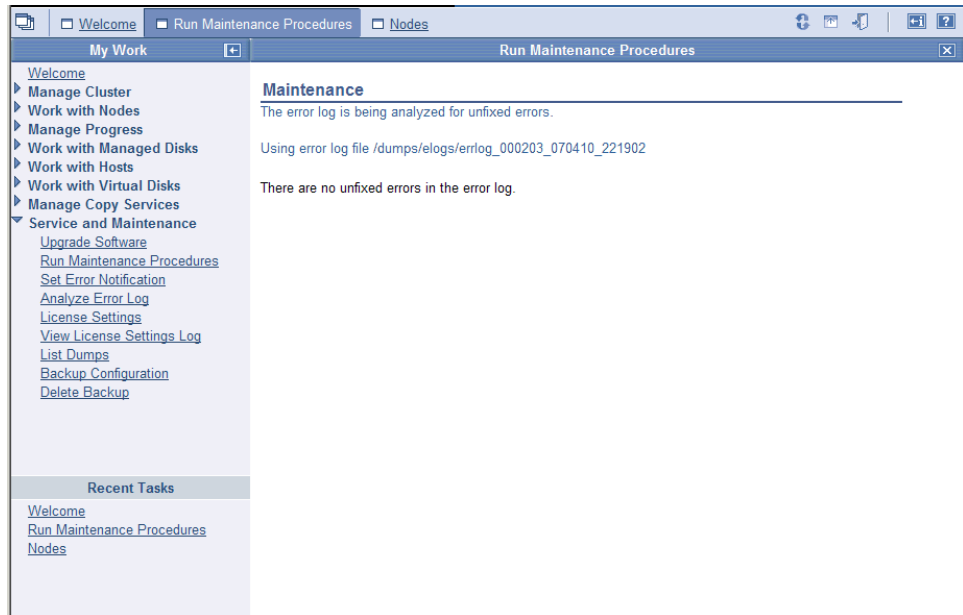 Welcome Run Maintenance Procedures Nodes
My Work
Run Maintenance Procedures
Welcome
Manage Cluster
Work with Nodes
Manage Progress
Work with Managed Disks
Work with Hosts
Work with Virtual Disks
Manage Copy Services
Service and Maintenance
Upgrade Software
Run Maintenance Procedures
Set Error Notification
Analyze Error Log
License Settings
View License Settings Log
List Dumps
Backup Configuration
Delete Backup
Recent Tasks
Welcome
Run Maintenance Procedures
Nodes
Maintenance
The error log is being analyzed for unfixed errors.
Using error log file /dumps/elogs/errlog_000203_070410_221902
There are no unfixed errors in the error log.